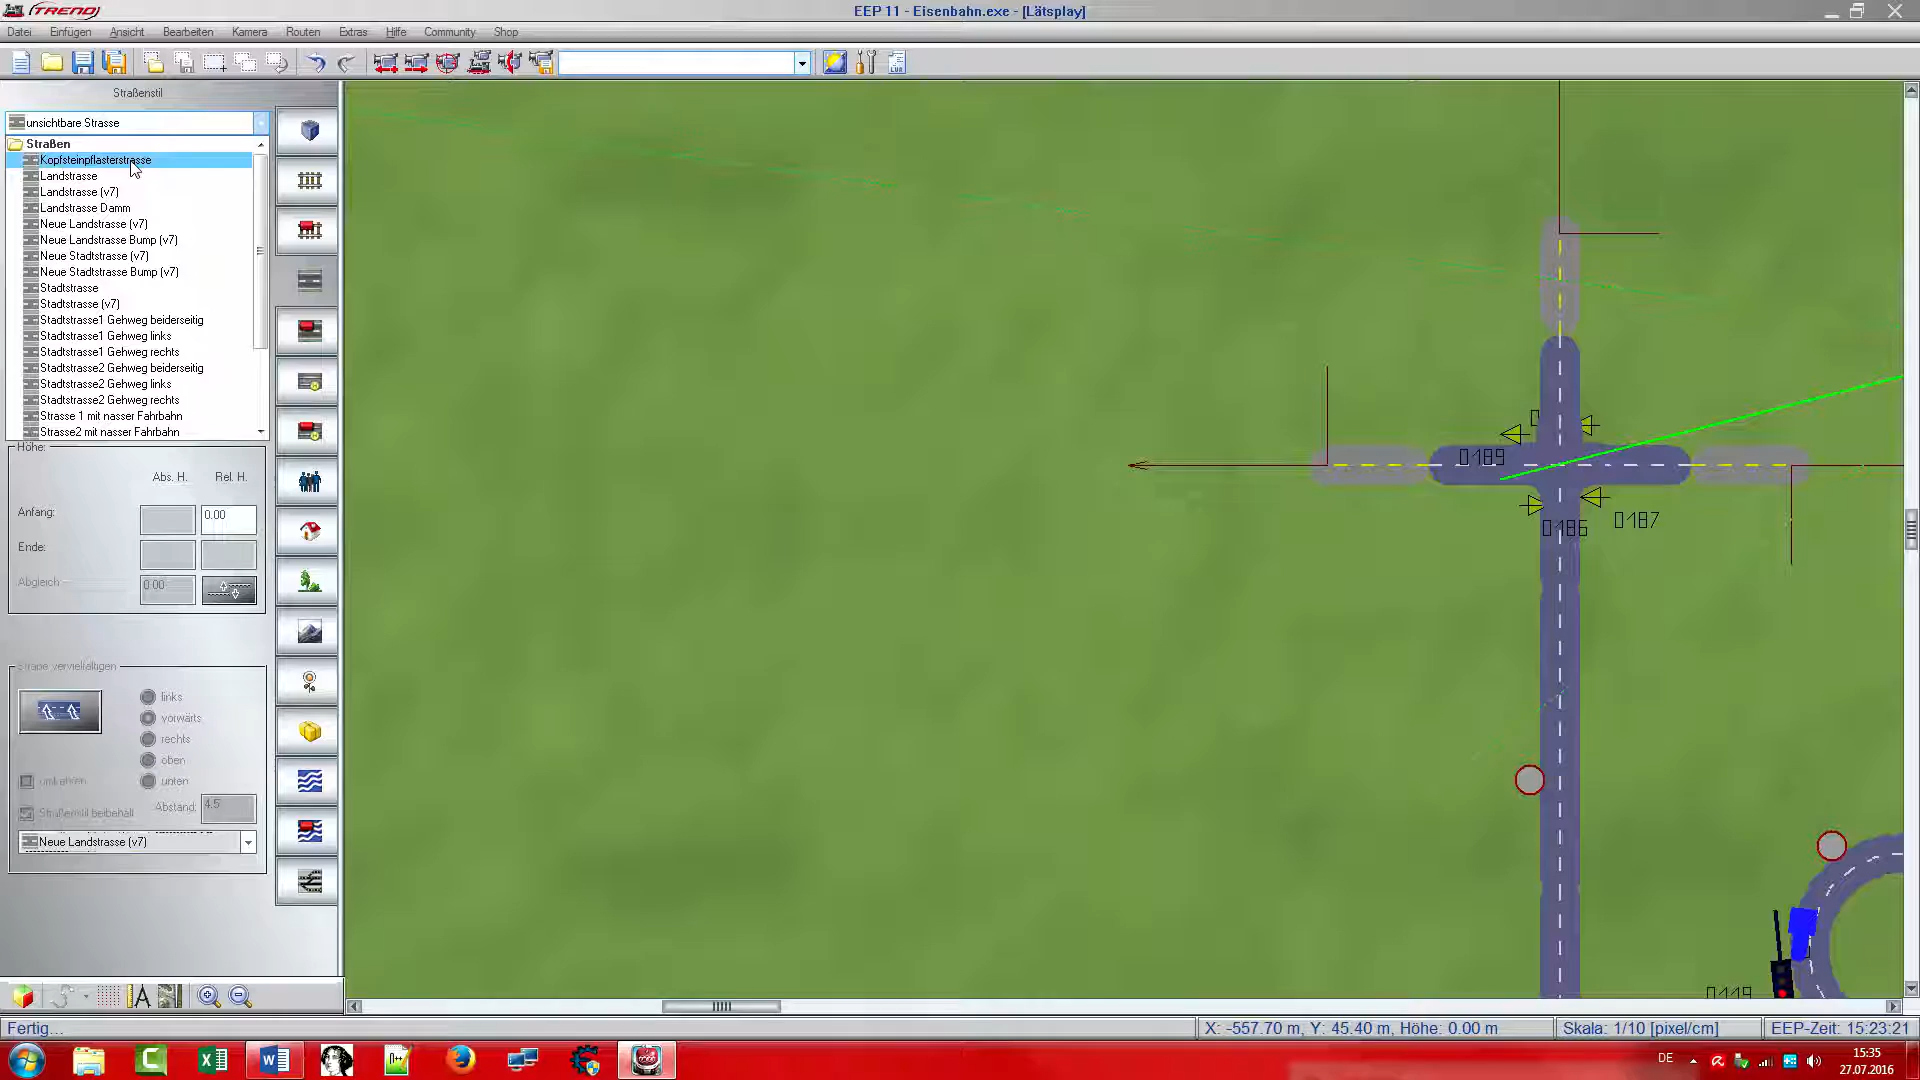 TREND
EEP 11 - Eisenbahn.exe - [Lätsplay]
Datei Einfügen Ansicht Bearbeiten Kamera Routen Extras Hilfe Community Shop
Straßenstil
unsichtbare Strasse
Straßen
Kopfsteinpflasterstrasse
Landstrasse
Landstrasse (v7)
Landstrasse Damm
Neue Landstrasse (v7)
Neue Landstrasse Bump (v7)
Neue Stadtstrasse (v7)
Neue Stadtstrasse Bump (v7)
Stadtstrasse
Stadtstrasse (v7)
Stadtstrasse1 Gehweg beiderseitig
Stadtstrasse1 Gehweg links
Stadtstrasse1 Gehweg rechts
Stadtstrasse2 Gehweg beiderseitig
Stadtstrasse2 Gehweg links
Stadtstrasse2 Gehweg rechts
Strasse 1 mit nasser Fahrbahn
Strasse2 mit nasser Fahrbahn
Höhe:
Abs. H. Rel. H.
Anfang: 0.00
Ende:
Abgleich 0.00
Straße vervielfältigen
links
vorwärts
rechts
oben
umkehren unten
Straßenstil beibehalt Abstand: 4.5
Neue Landstrasse (v7)
0189
0186 0187
0119
Fertig...
X: -557.70 m, Y: 45.40 m, Höhe: 0.00 m
Skala: 1/10 [pixel/cm]
EEP-Zeit: 15:23:21
DE
15:35
27.07.2016